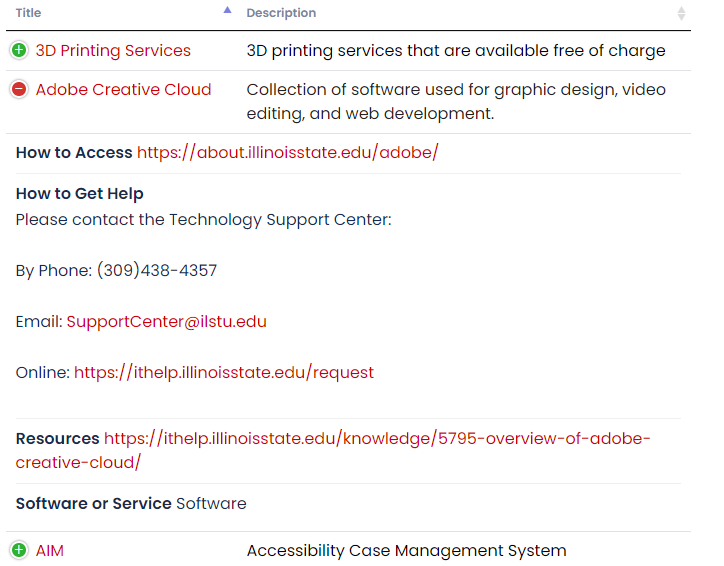 Title Description
3D Printing Services 3D printing services that are available free of charge
Adobe Creative Cloud Collection of software used for graphic design, video
editing, and web development.
How to Access https://about.illinoisstate.edu/adobe/
How to Get Help
Please contact the Technology Support Center:
By Phone: (309)438-4357
Email: SupportCenter@ilstu.edu
Online: https://ithelp.illinoisstate.edu/request
Resources https://ithelp.illinoisstate.edu/knowledge/5795-overview-of-adobe-
creative-cloud/
Software or Service Software
AIM Accessibility Case Management System